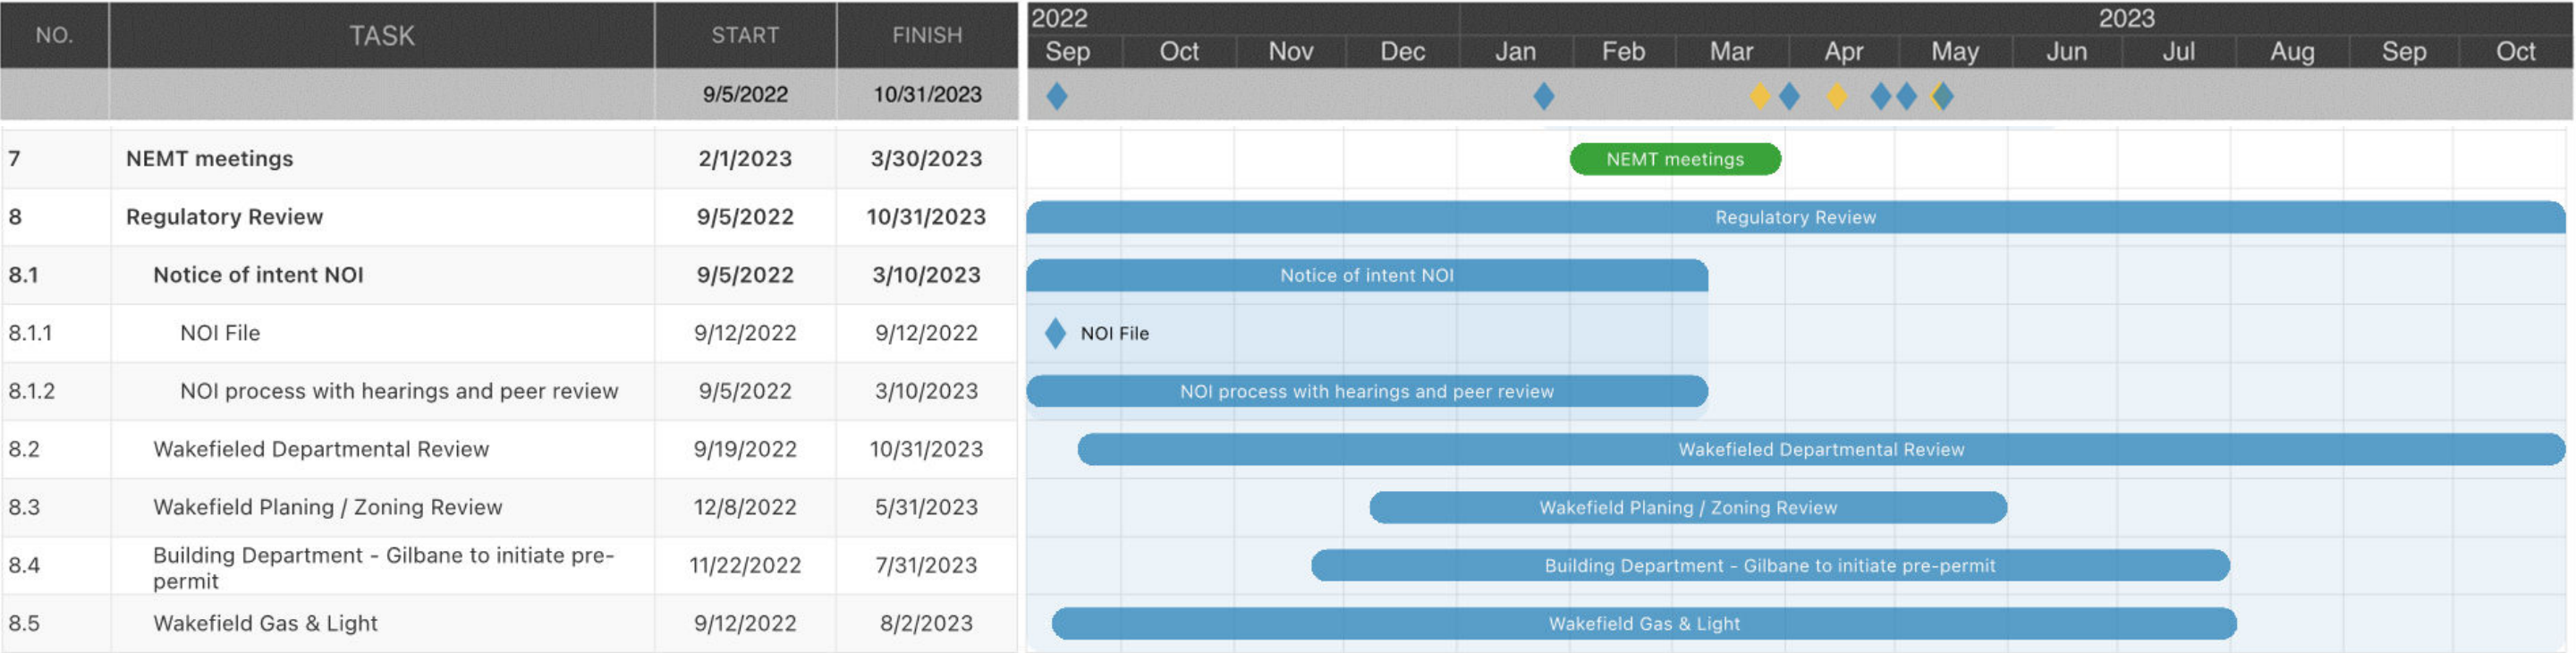 NO. TASK START FINISH 2022 2023
Sep Oct Nov Dec Jan Feb Mar Apr May Jun Jul Aug Sep Oct
9/5/2022 10/31/2023
7 NEMT meetings 2/1/2023 3/30/2023 NEMT meetings
8 Regulatory Review 9/5/2022 10/31/2023 Regulatory Review
8.1 Notice of intent NOI 9/5/2022 3/10/2023 Notice of intent NOI
8.1.1 NOI File 9/12/2022 9/12/2022 NOI File
8.1.2 NOI process with hearings and peer review 9/5/2022 3/10/2023 NOI process with hearings and peer review
8.2 Wakefieled Departmental Review 9/19/2022 10/31/2023 Wakefieled Departmental Review
8.3 Wakefield Planing / Zoning Review 12/8/2022 5/31/2023 Wakefield Planing / Zoning Review
8.4 Building Department - Gilbane to initiate pre-
permit 11/22/2022 7/31/2023 Building Department - Gilbane to initiate pre-permit
8.5 Wakefield Gas & Light 9/12/2022 8/2/2023 Wakefield Gas & Light